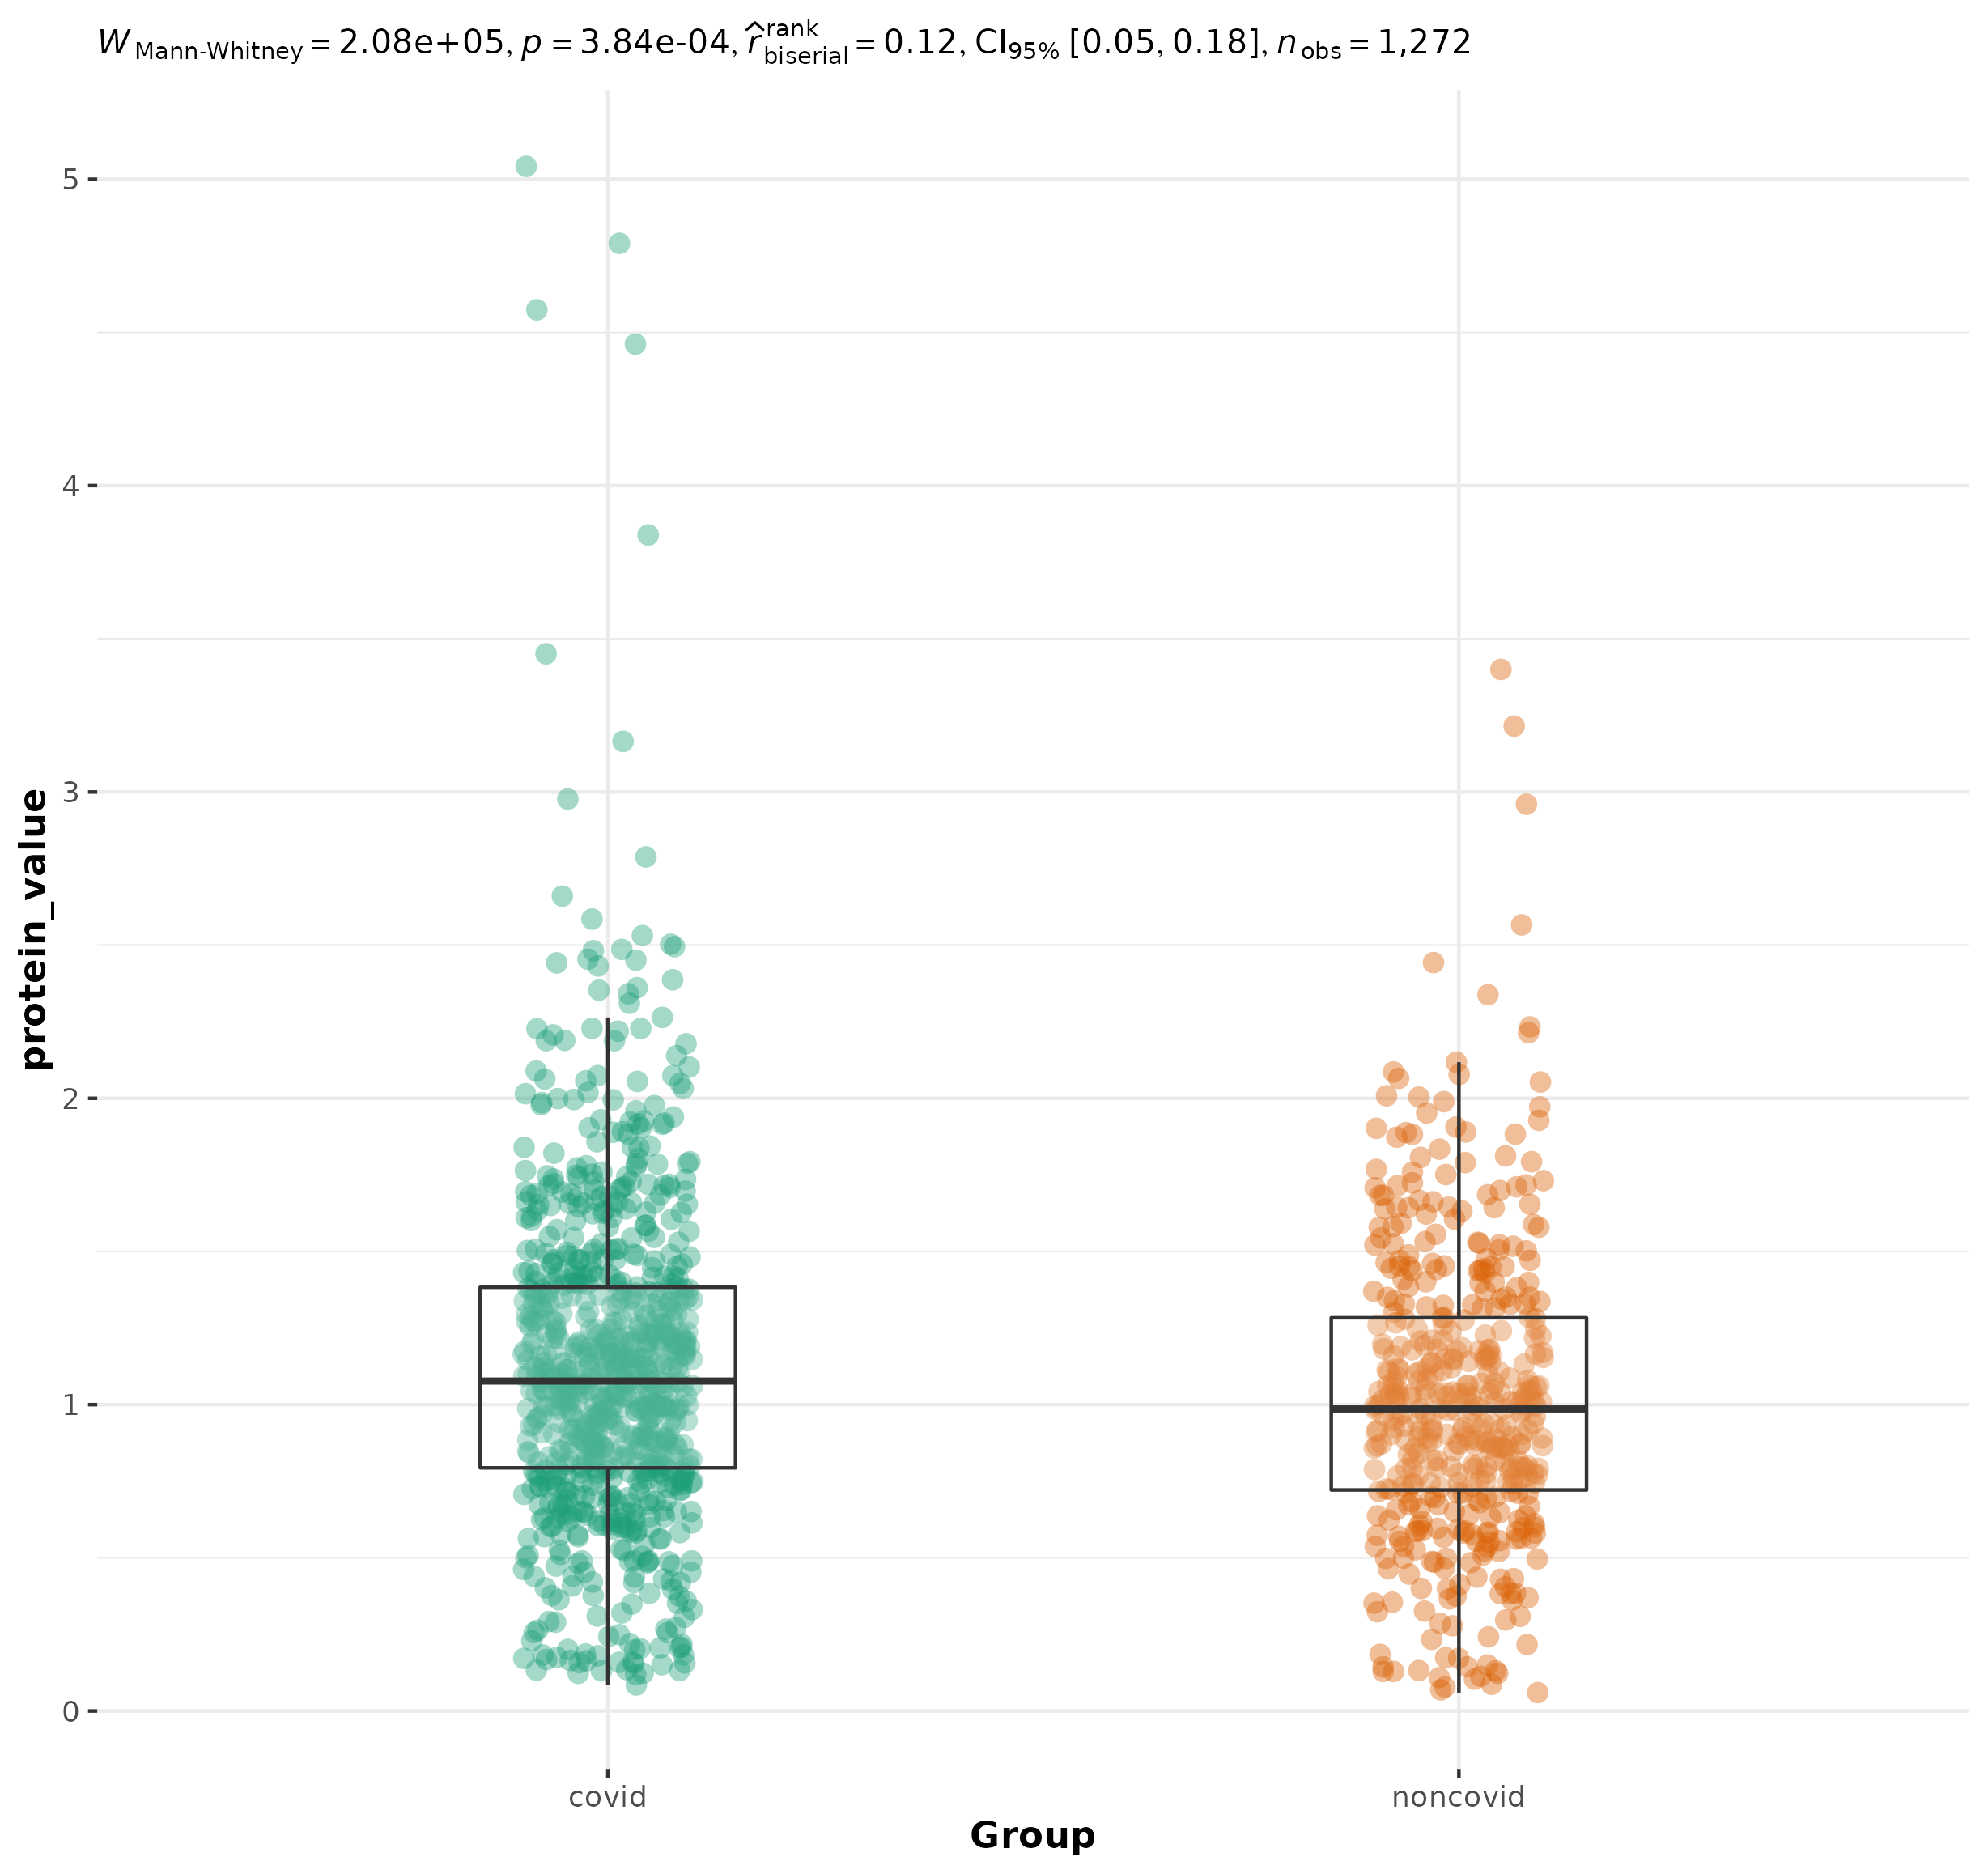 W Mann-Whitney = 2.08e+05, p = 3.84e-04, r̂ rank biserial = 0.12, CI95% [0.05, 0.18], nobs = 1,272
5
4
3
2
1
0
protein_value
covid noncovid
Group